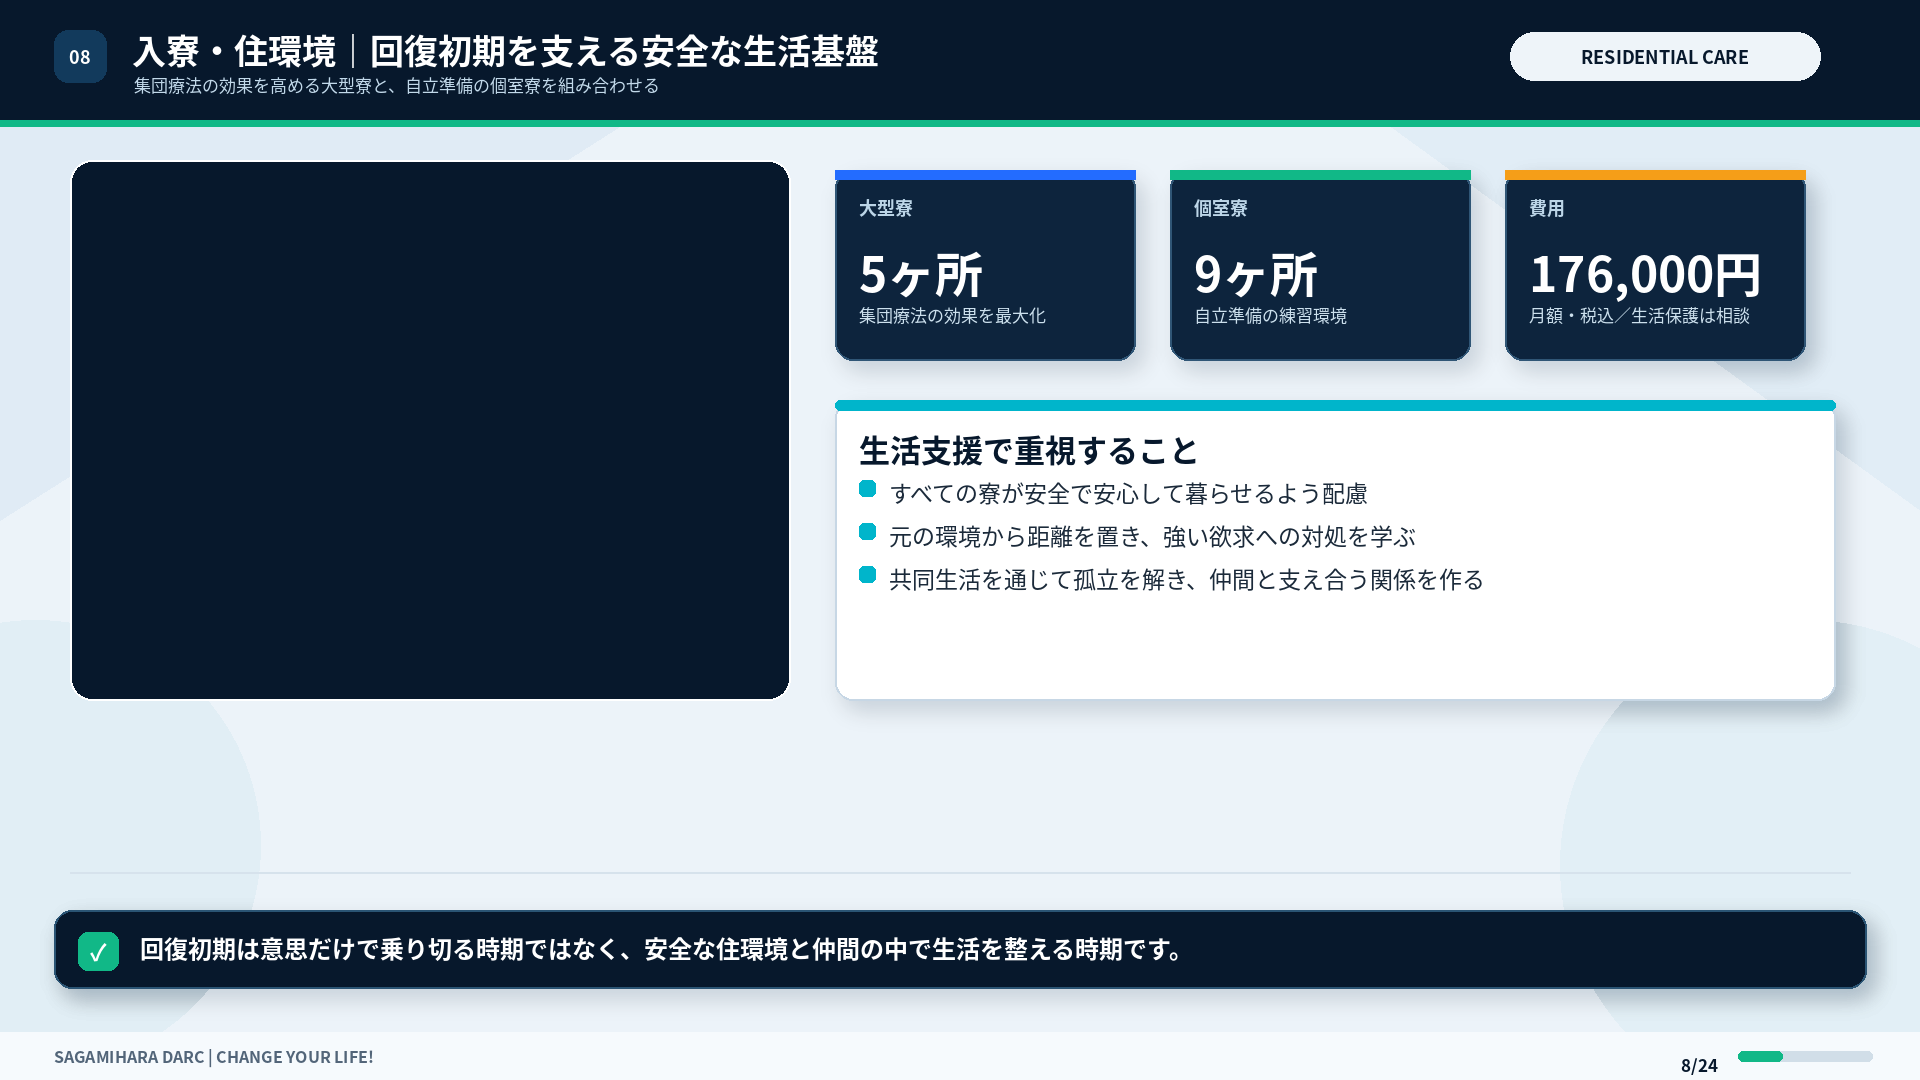 08
入寮・住環境｜回復初期を支える安全な生活基盤
集団療法の効果を高める大型寮と、自立準備の個室寮を組み合わせる
RESIDENTIAL CARE
大型寮
5ヶ所
集団療法の効果を最大化
個室寮
9ヶ所
自立準備の練習環境
費用
176,000円
月額・税込／生活保護は相談
生活支援で重視すること
すべての寮が安全で安心して暮らせるよう配慮
元の環境から距離を置き、強い欲求への対処を学ぶ
共同生活を通じて孤立を解き、仲間と支え合う関係を作る
✓ 回復初期は意思だけで乗り切る時期ではなく、安全な住環境と仲間の中で生活を整える時期です。
SAGAMIHARA DARC | CHANGE YOUR LIFE!
8/24